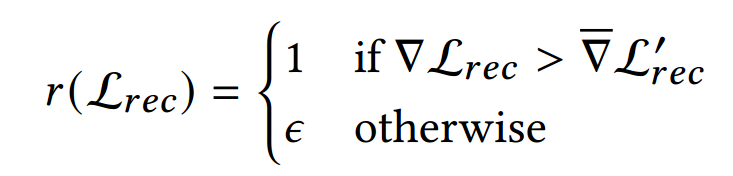 r(ℒ_rec) = { 1 if ∇ℒ_rec > ∇̅ℒ′_rec
ϵ otherwise